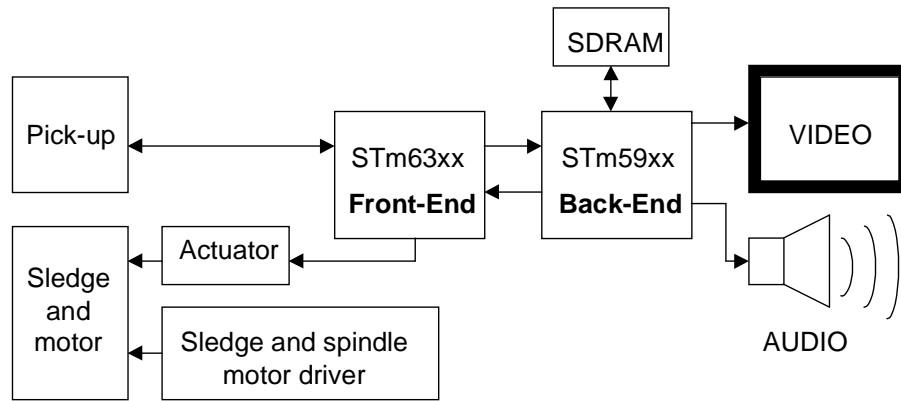 SDRAM
Pick-up
STm63xx
Front-End
STm59xx
Back-End
VIDEO
Sledge
and
motor
Actuator
Sledge and spindle
motor driver
AUDIO